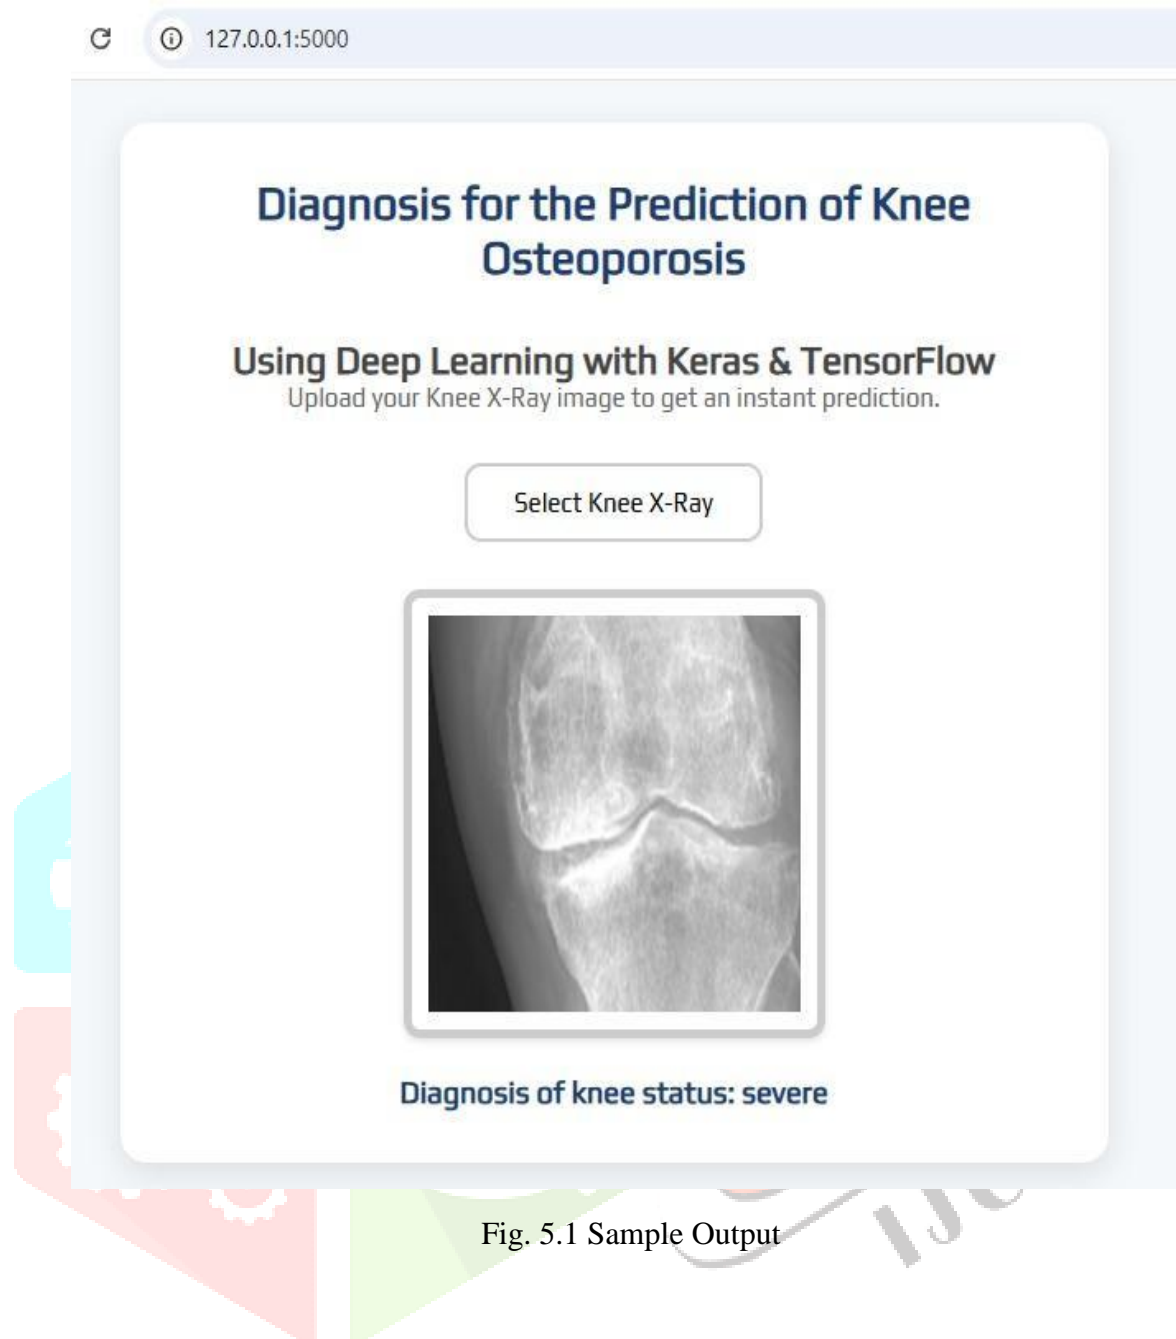 127.0.0.1:5000
Diagnosis for the Prediction of Knee
Osteoporosis
Using Deep Learning with Keras & TensorFlow
Upload your Knee X-Ray image to get an instant prediction.
Select Knee X-Ray
Diagnosis of knee status: severe
Fig. 5.1 Sample Output